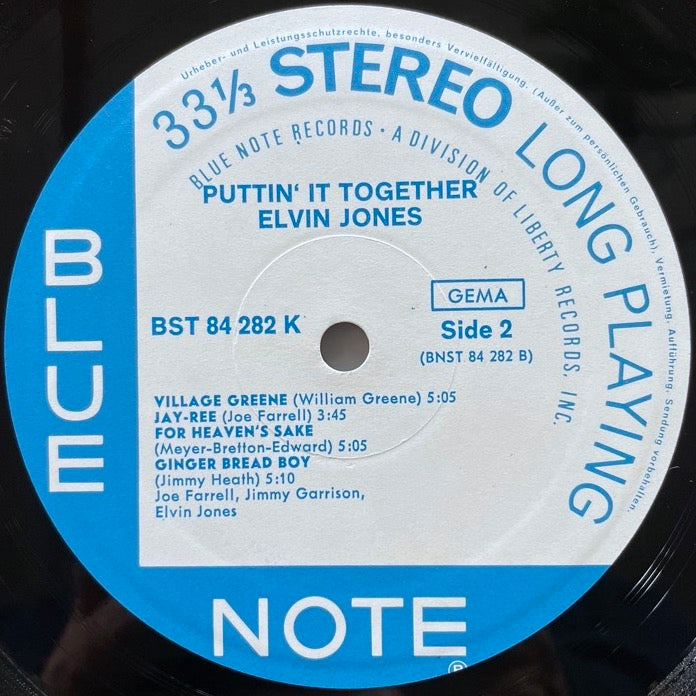 Urheber- und Leistungsschutzrechte, besonders Vervielfältigung, (Außer zum persönlichen Gebrauch), Vermietung, Aufführung, Sendung vorbehalten.
33⅓ STEREO LONG PLAYING
BLUE NOTE RECORDS • A DIVISION OF LIBERTY RECORDS, INC.
PUTTIN' IT TOGETHER
ELVIN JONES
GEMA
BST 84 282 K
Side 2
(BNST 84 282 B)
VILLAGE GREENE (William Greene) 5:05
JAY-REE (Joe Farrell) 3:45
FOR HEAVEN'S SAKE
(Meyer-Bretton-Edward) 5:05
GINGER BREAD BOY
(Jimmy Heath) 5:10
Joe Farrell, Jimmy Garrison,
Elvin Jones
BLUE
NOTE
®